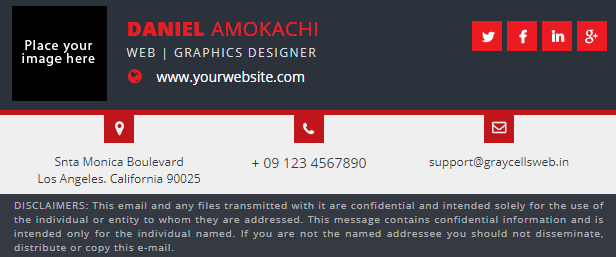 Place your
image here
DANIEL AMOKACHI
WEB | GRAPHICS DESIGNER
www.yourwebsite.com
f
in
g+
Snta Monica Boulevard
Los Angeles. California 90025
+ 09 123 4567890
support@graycellsweb.in
DISCLAIMERS: This email and any files transmitted with it are confidential and intended solely for the use of
the individual or entity to whom they are addressed. This message contains confidential information and is
intended only for the individual named. If you are not the named addressee you should not disseminate,
distribute or copy this e-mail.